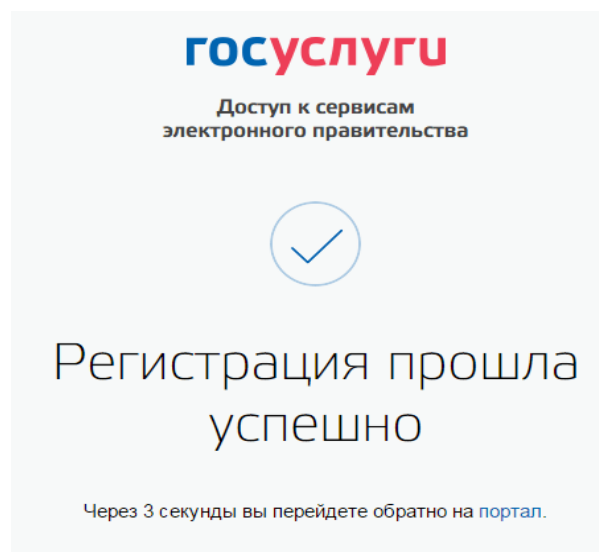 госуслуги
Доступ к сервисам
электронного правительства
Регистрация прошла
успешно
Через 3 секунды вы перейдете обратно на портал.